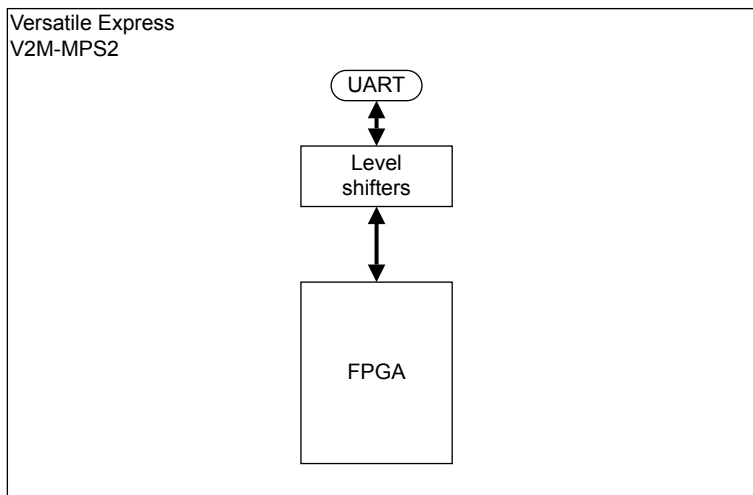 Versatile Express
V2M-MPS2
UART
Level
shifters
FPGA